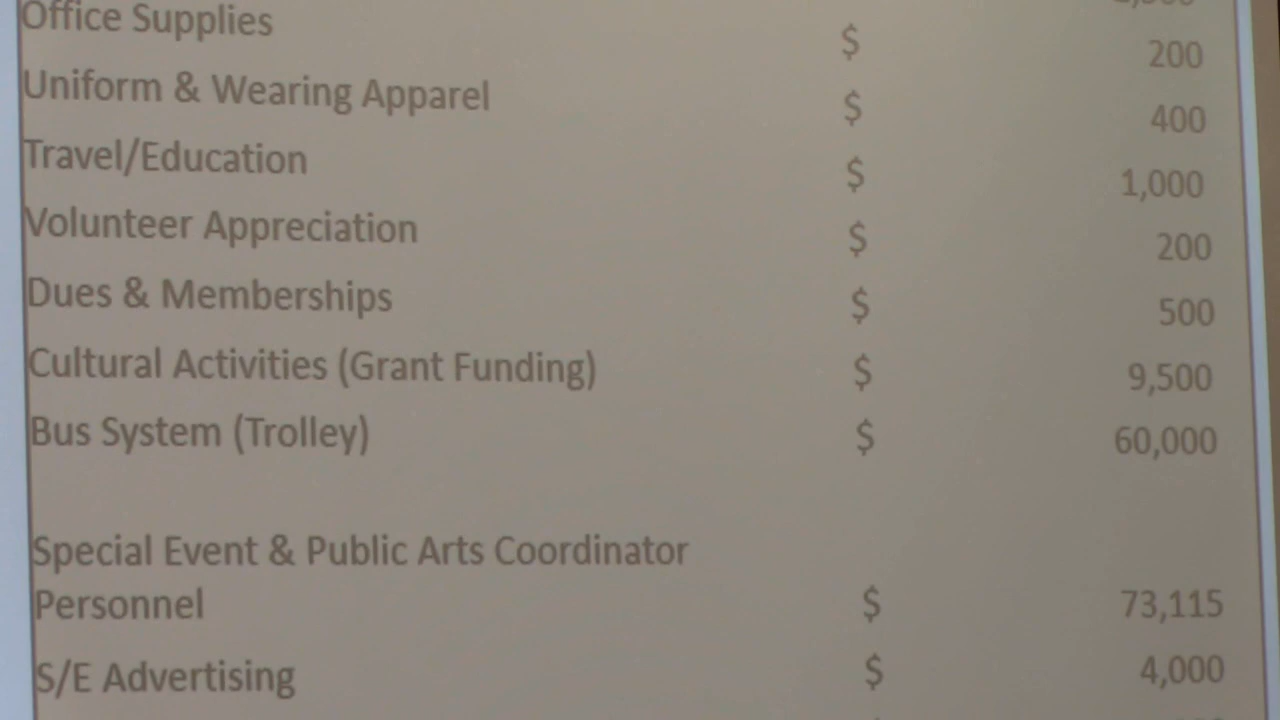 Office Supplies $ 200
Uniform & Wearing Apparel $ 400
Travel/Education $ 1,000
Volunteer Appreciation $ 200
Dues & Memberships $ 500
Cultural Activities (Grant Funding) $ 9,500
Bus System (Trolley) $ 60,000
Special Event & Public Arts Coordinator
Personnel $ 73,115
S/E Advertising $ 4,000